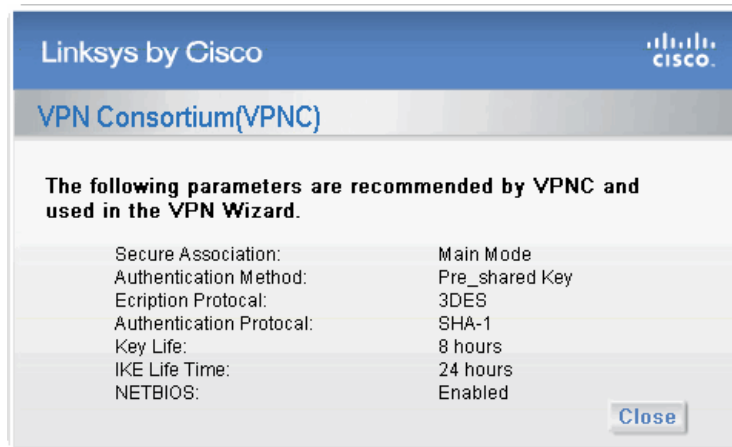 Linksys by Cisco
CISCO.
VPN Consortium(VPNC)
The following parameters are recommended by VPNC and
used in the VPN Wizard.
Secure Association: Main Mode
Authentication Method: Pre_shared Key
Ecription Protocal: 3DES
Authentication Protocal: SHA-1
Key Life: 8 hours
IKE Life Time: 24 hours
NETBIOS: Enabled
Close